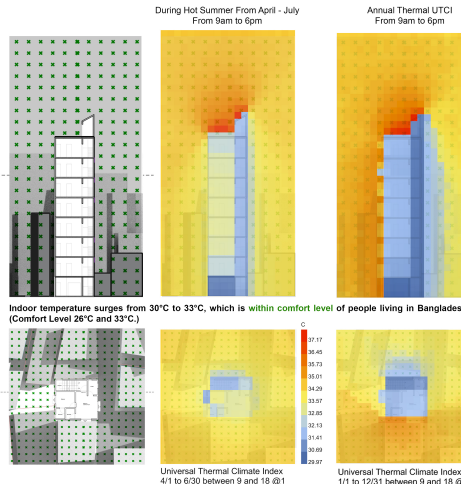 During Hot Summer From April - July
From 9am to 6pm
Annual Thermal UTCI
From 9am to 6pm
Indoor temperature surges from 30°C to 33°C, which is within comfort level of people living in Banglades
(Comfort Level 26°C and 33°C.)
C
37.17
36.45
35.73
35.01
34.29
33.57
32.85
32.13
31.41
30.69
29.97
Universal Thermal Climate Index
4/1 to 6/30 between 9 and 18 @1
Universal Thermal Climate Index
1/1 to 12/31 between 9 and 18 @